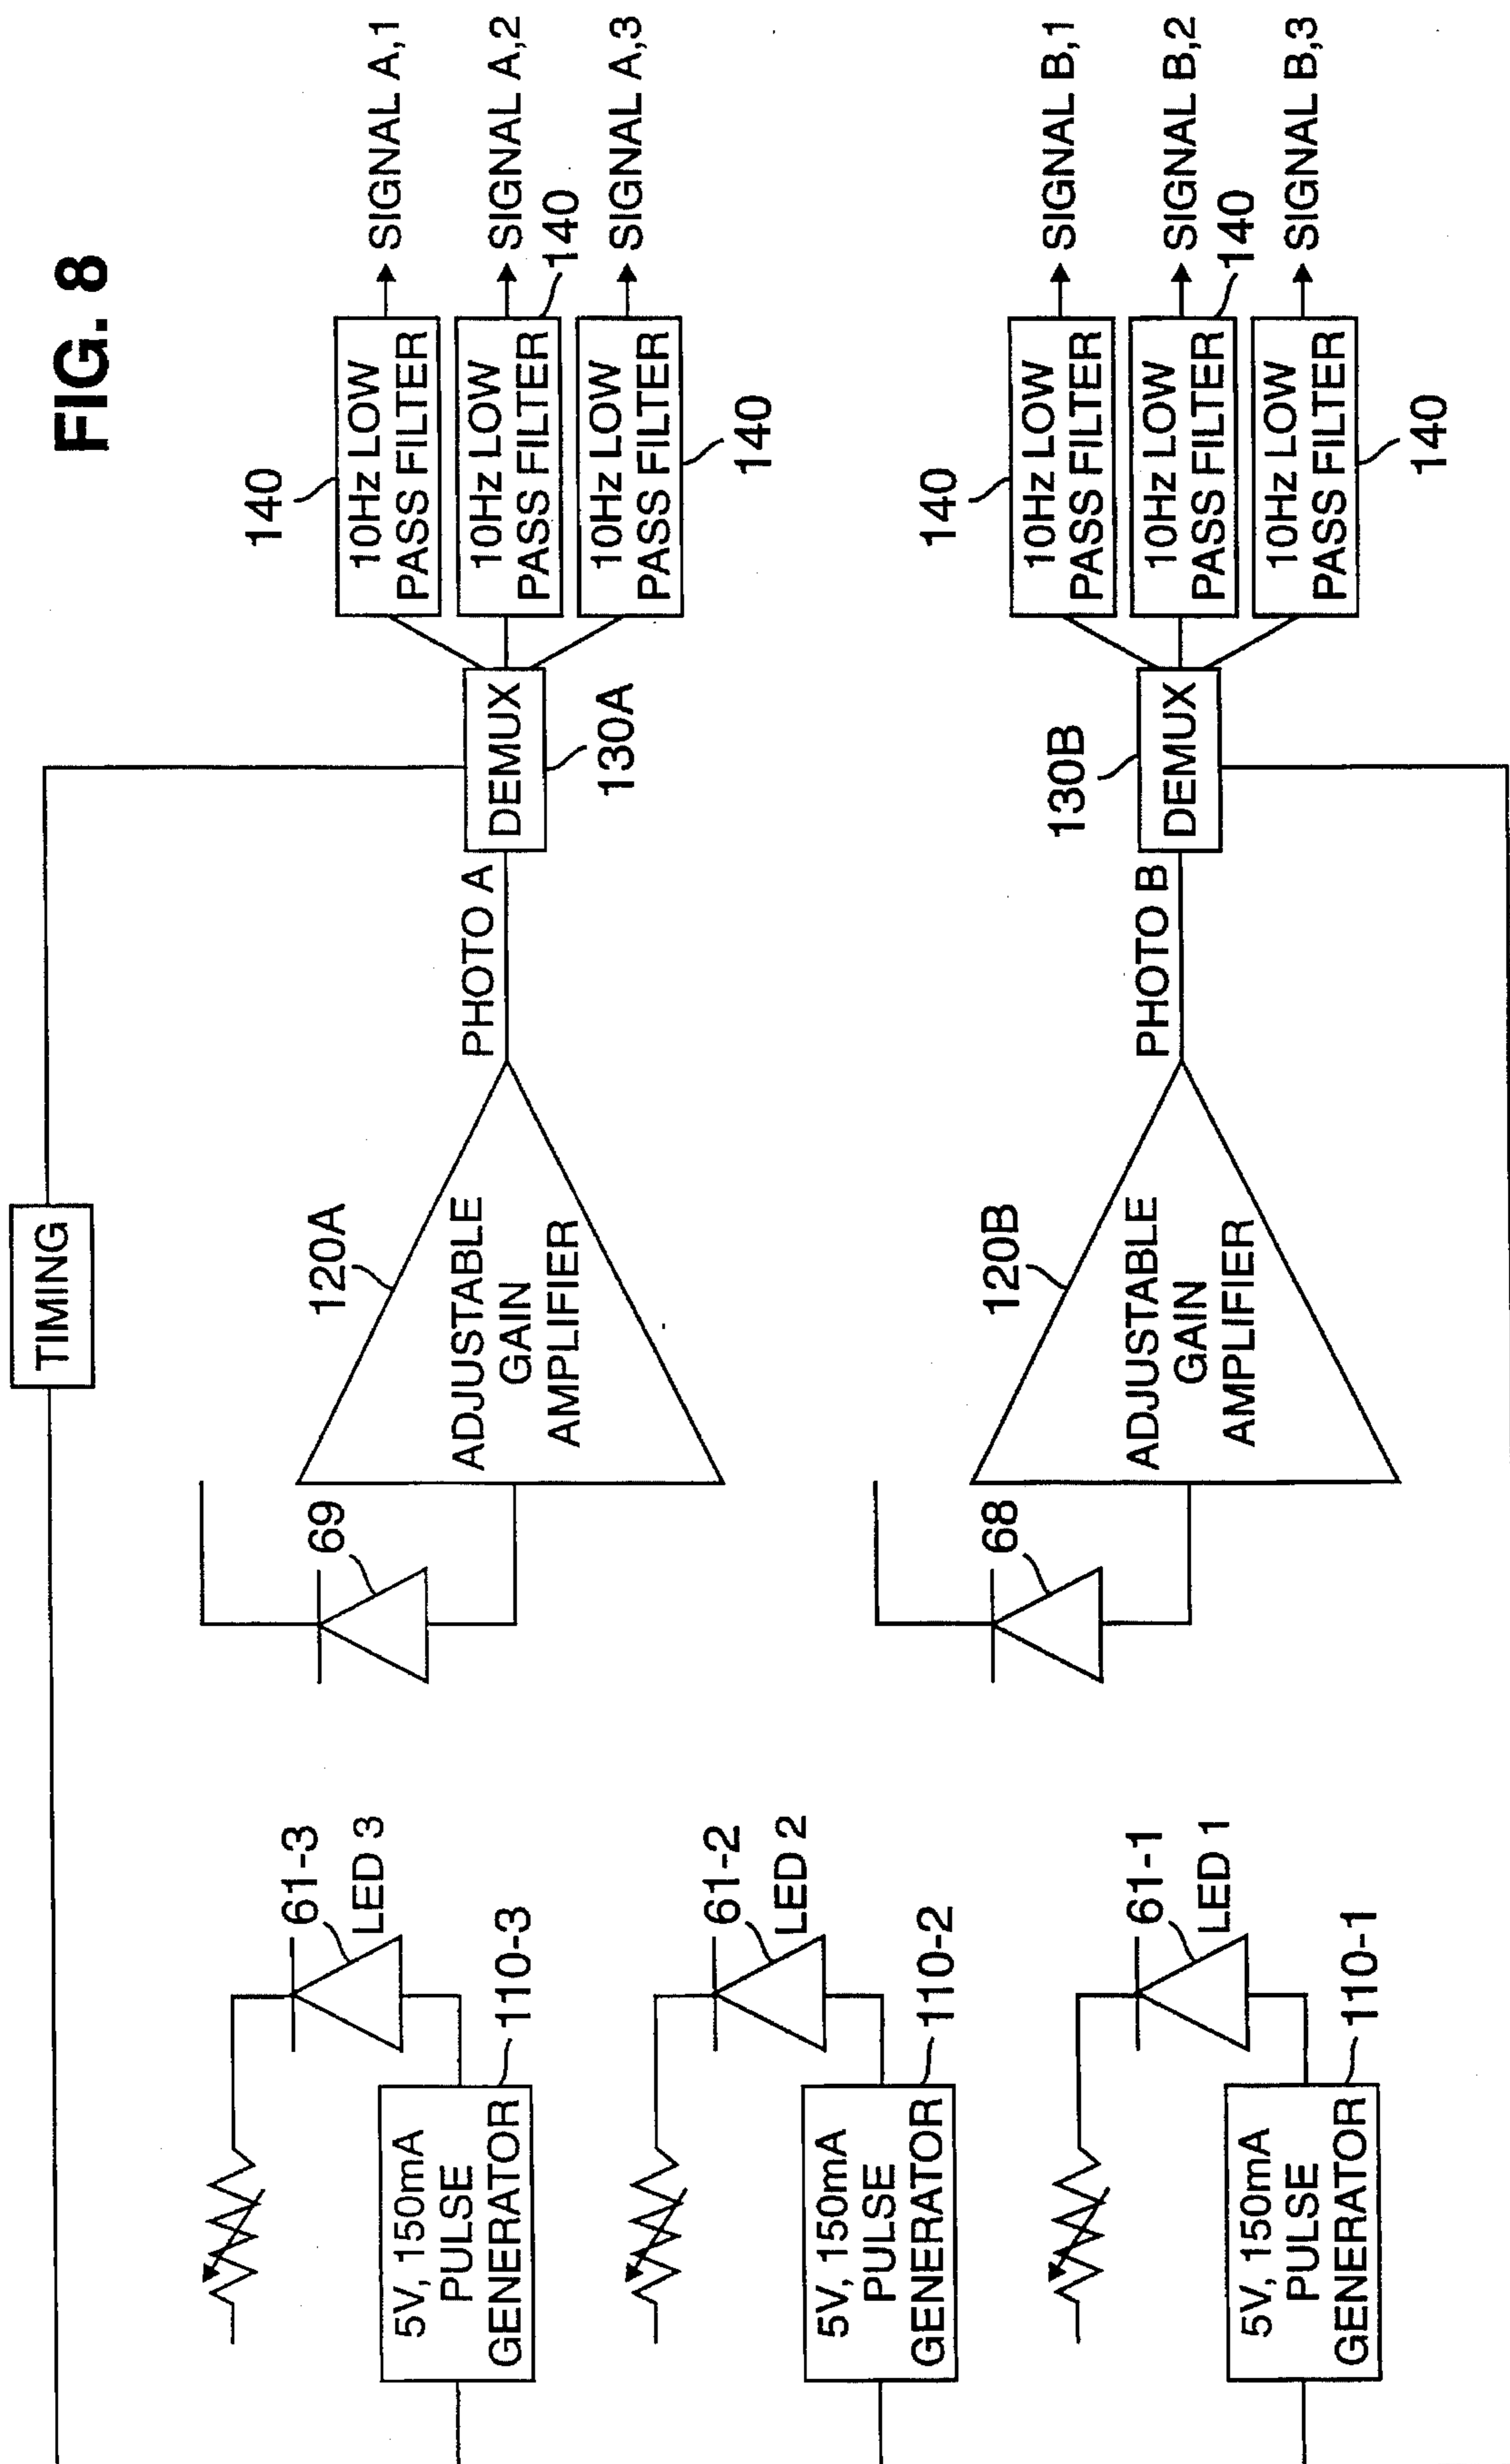 FIG. 8
TIMING
61-3
LED 3
5V, 150mA
PULSE
GENERATOR
110-3
61-2
LED 2
5V, 150mA
PULSE
GENERATOR
110-2
61-1
LED 1
5V, 150mA
PULSE
GENERATOR
110-1
69
120A
ADJUSTABLE
GAIN
AMPLIFIER
PHOTO A
DEMUX
130A
140
10Hz LOW
PASS FILTER
SIGNAL A,1
10Hz LOW
PASS FILTER
140
SIGNAL A,2
10Hz LOW
PASS FILTER
140
SIGNAL A,3
68
120B
ADJUSTABLE
GAIN
AMPLIFIER
PHOTO B
130B
DEMUX
140
10Hz LOW
PASS FILTER
SIGNAL B,1
10Hz LOW
PASS FILTER
140
SIGNAL B,2
10Hz LOW
PASS FILTER
140
SIGNAL B,3